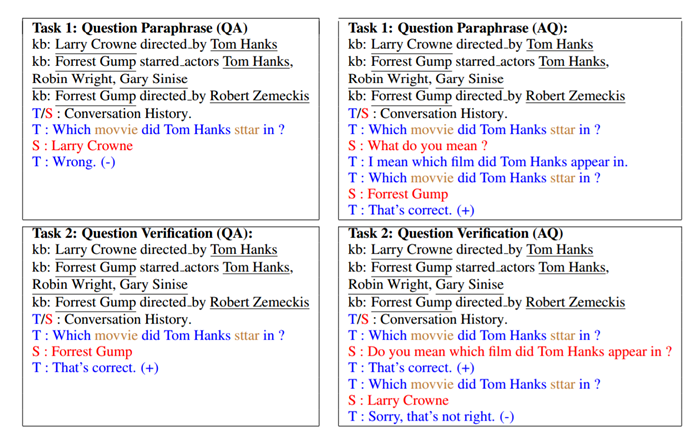 Task 1: Question Paraphrase (QA)
kb: Larry Crowne directed_by Tom Hanks
kb: Forrest Gump starred_actors Tom Hanks,
Robin Wright, Gary Sinise
kb: Forrest Gump directed_by Robert Zemeckis
T/S : Conversation History.
T : Which movvie did Tom Hanks sttar in ?
S : Larry Crowne
T : Wrong. (-)
Task 1: Question Paraphrase (AQ):
kb: Larry Crowne directed_by Tom Hanks
kb: Forrest Gump starred_actors Tom Hanks,
Robin Wright, Gary Sinise
kb: Forrest Gump directed_by Robert Zemeckis
T/S : Conversation History.
T : Which movvie did Tom Hanks sttar in ?
S : What do you mean ?
T : I mean which film did Tom Hanks appear in.
T : Which movvie did Tom Hanks sttar in ?
S : Forrest Gump
T : That's correct. (+)
Task 2: Question Verification (QA):
kb: Larry Crowne directed_by Tom Hanks
kb: Forrest Gump starred_actors Tom Hanks,
Robin Wright, Gary Sinise
kb: Forrest Gump directed_by Robert Zemeckis
T/S : Conversation History.
T : Which movvie did Tom Hanks sttar in ?
S : Forrest Gump
T : That's correct. (+)
Task 2: Question Verification (AQ)
kb: Larry Crowne directed_by Tom Hanks
kb: Forrest Gump starred_actors Tom Hanks,
Robin Wright, Gary Sinise
kb: Forrest Gump directed_by Robert Zemeckis
T/S : Conversation History.
T : Which movvie did Tom Hanks sttar in ?
S : Do you mean which film did Tom Hanks appear in ?
T : That's correct. (+)
T : Which movvie did Tom Hanks sttar in ?
S : Larry Crowne
T : Sorry, that's not right. (-)